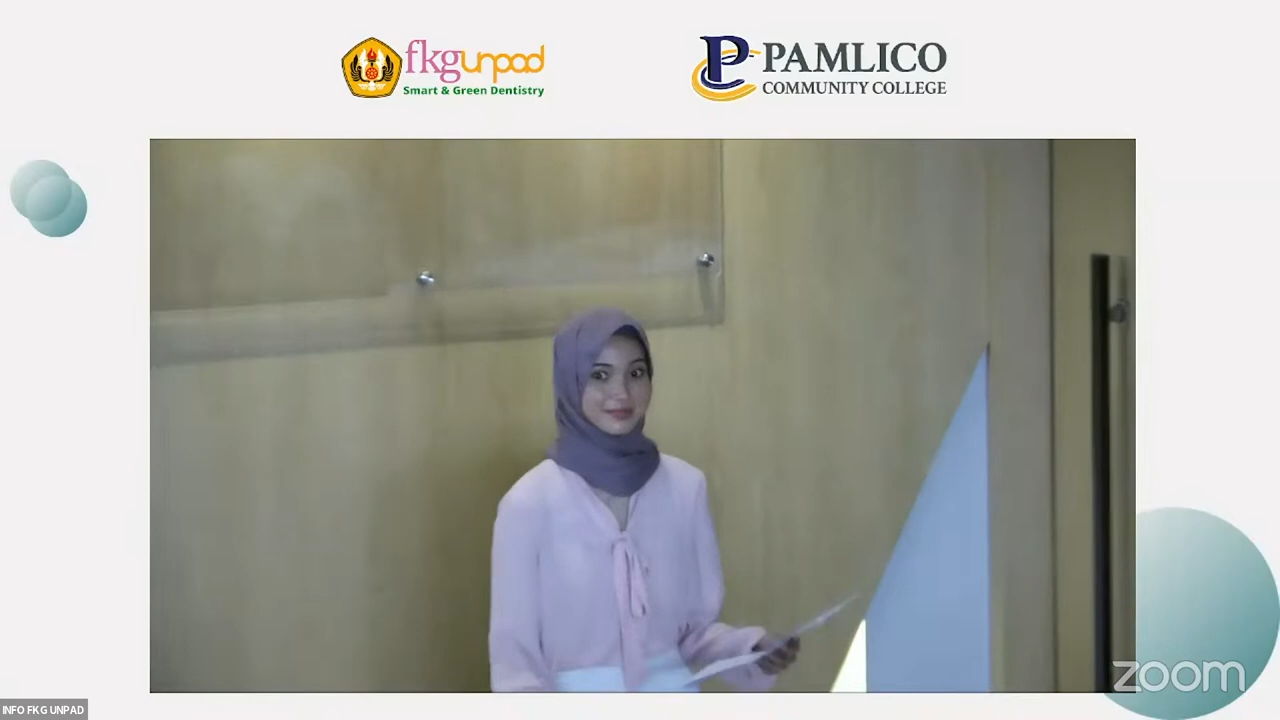 fkgunpad
Smart & Green Dentistry
PAMLICO
COMMUNITY COLLEGE
zoom
INFO FKG UNPAD